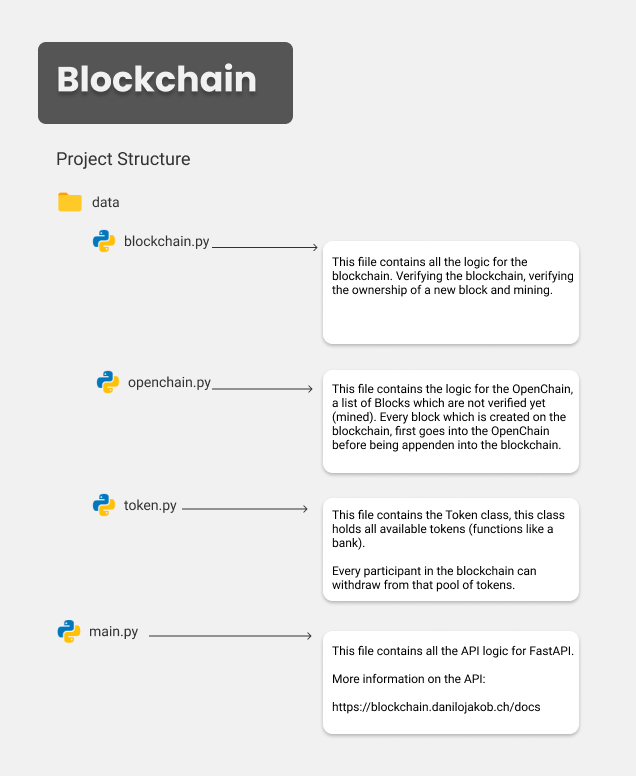 Blockchain
Project Structure
data
blockchain.py
This fiile contains all the logic for the
blockchain. Verifying the blockchain, verifying
the ownership of a new block and mining.
openchain.py
This file contains the logic for the OpenChain,
a list of Blocks which are not verified yet
(mined). Every block which is created on the
blockchain, first goes into the OpenChain
before being appenden into the blockchain.
token.py
This file contains the Token class, this class
holds all available tokens (functions like a
bank).
Every participant in the blockchain can
withdraw from that pool of tokens.
main.py
This file contains all the API logic for FastAPI.
More information on the API:
https://blockchain.danilojakob.ch/docs